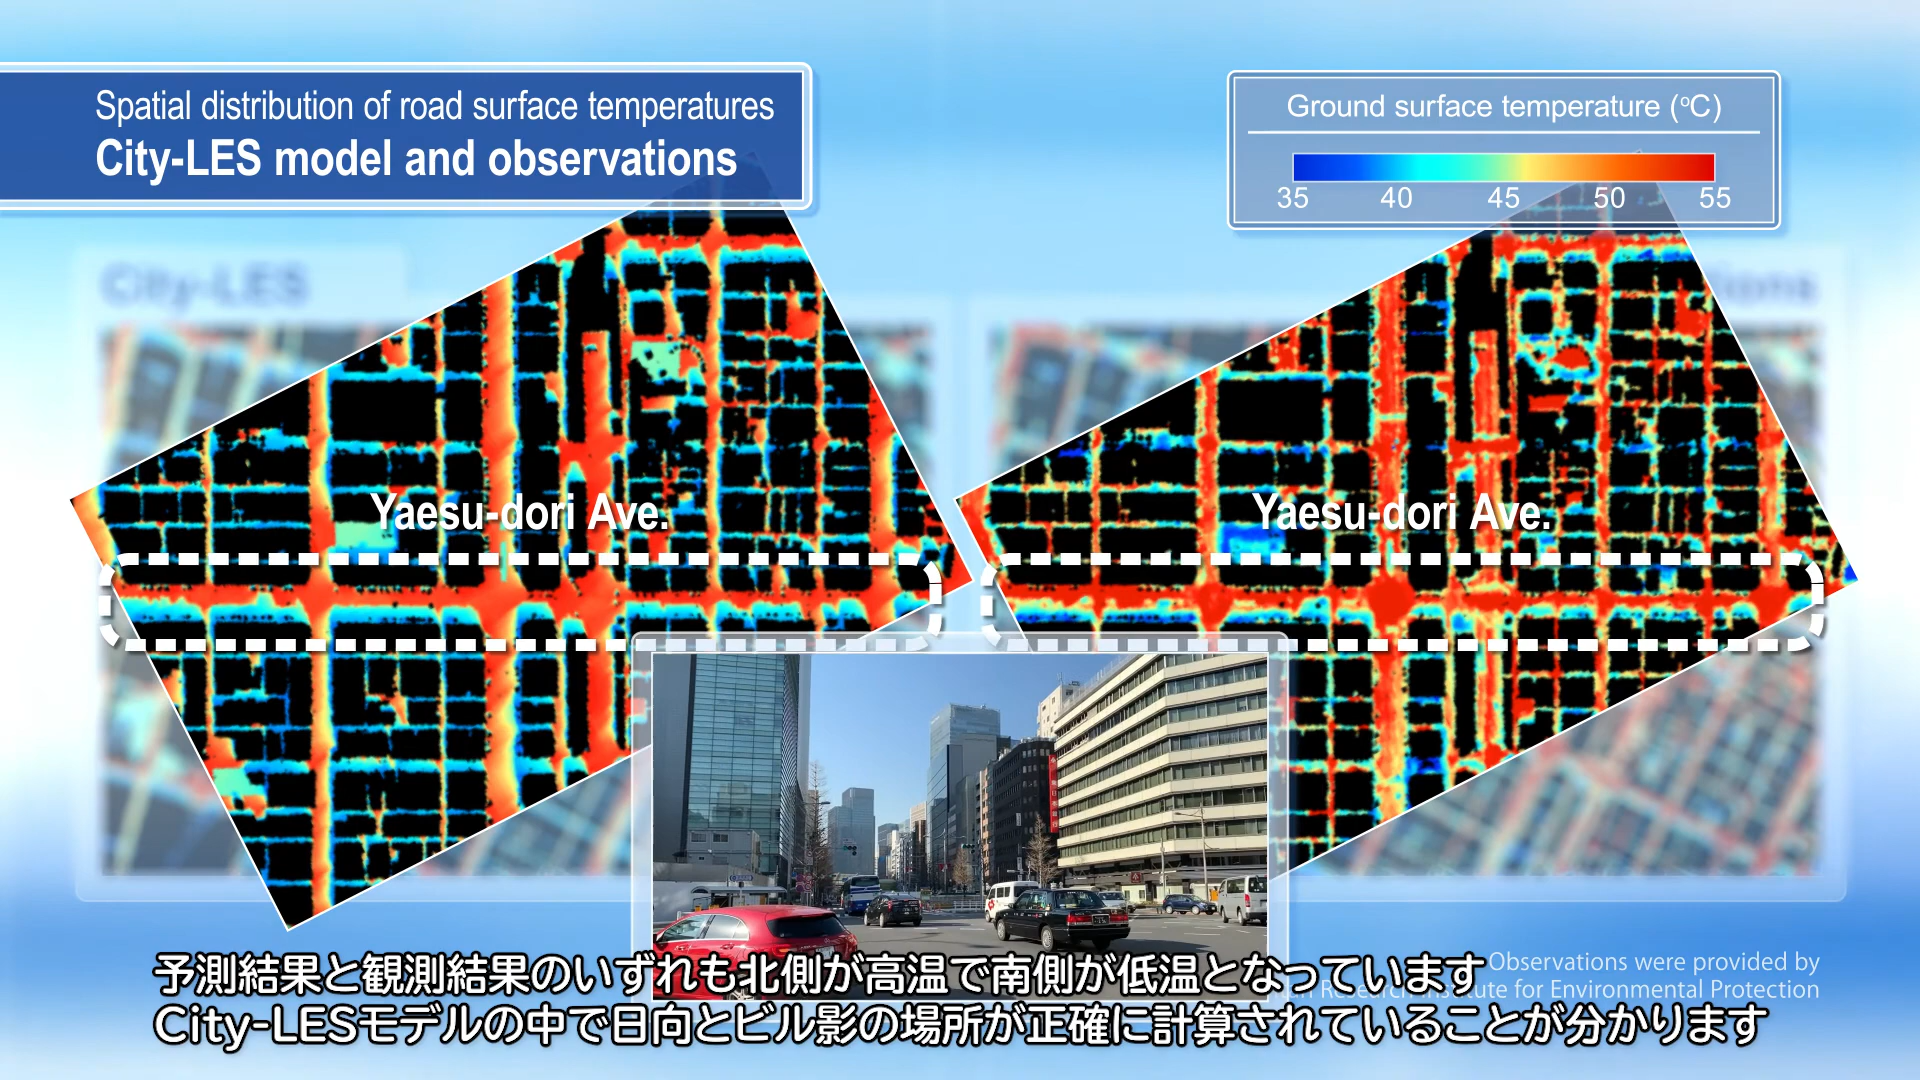 Spatial distribution of road surface temperatures
City-LES model and observations
Ground surface temperature (°C)
35 40 45 50 55
City-LES
Yaesu-dori Ave.
Yaesu-dori Ave.
Observations were provided by
Research Institute for Environmental Protection
予測結果と観測結果のいずれも北側が高温で南側が低温となっています
City-LESモデルの中で日向とビル影の場所が正確に計算されていることが分かります